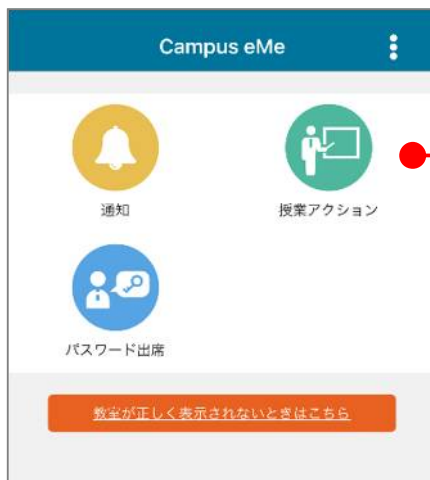 Campus eMe
通知
授業アクション
パスワード出席
教室が正しく表示されないときはこちら